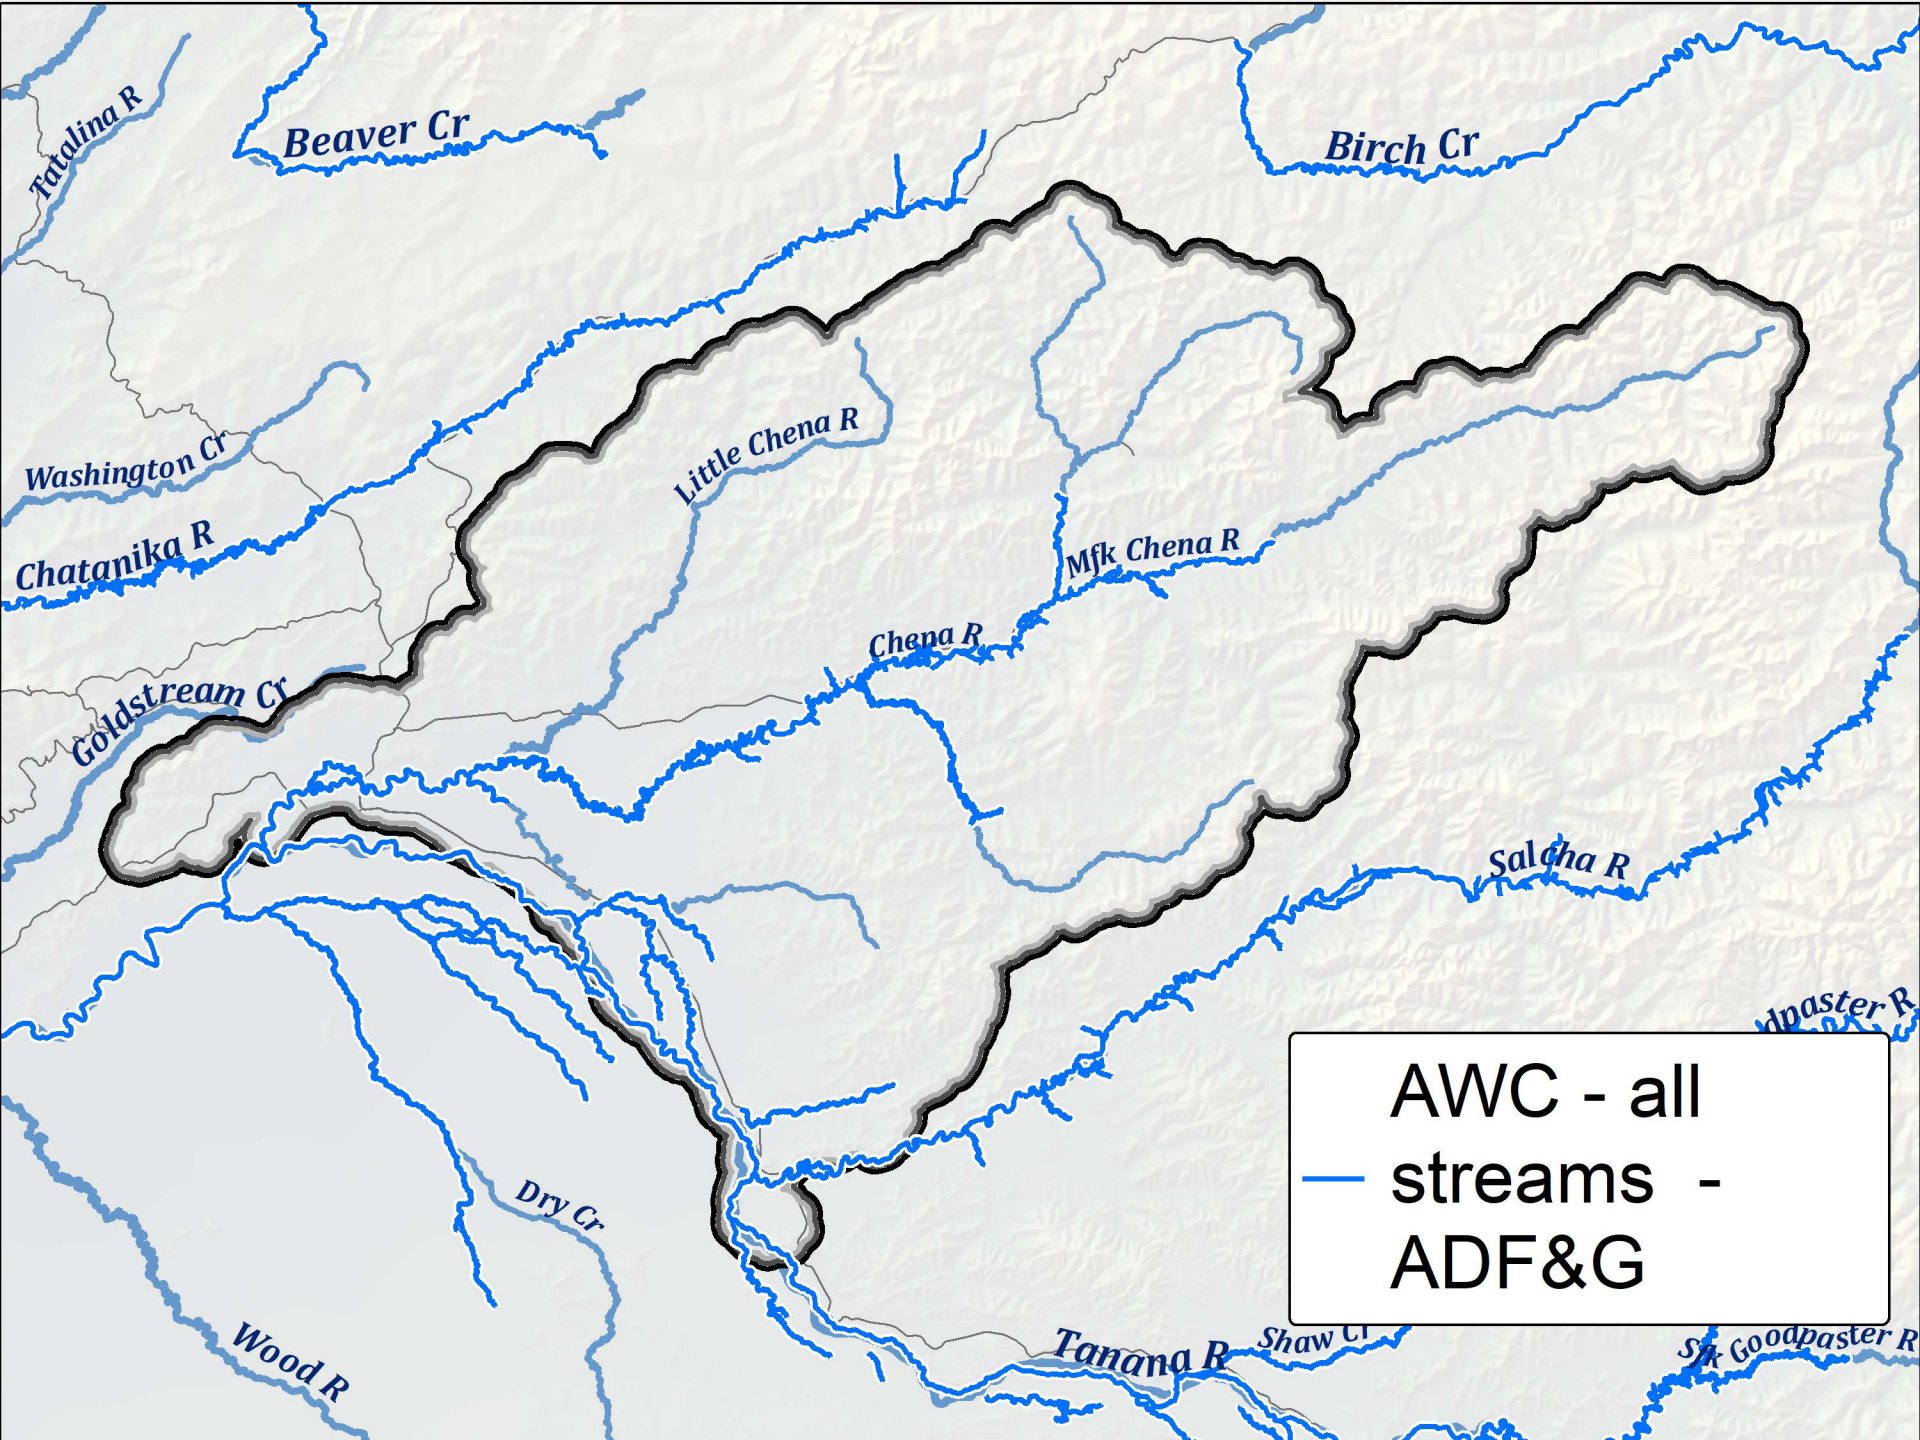 Tatalina R
Beaver Cr
Birch Cr
Little Chena R
Washington Cr
Chatanika R
Mfk Chena R
Chena R
Goldstream Cr
Salcha R
dpaster R
AWC - all
streams -
ADF&G
Dry Cr
Wood R
Tanana R
Shaw Cr
Sfk Goodpaster R